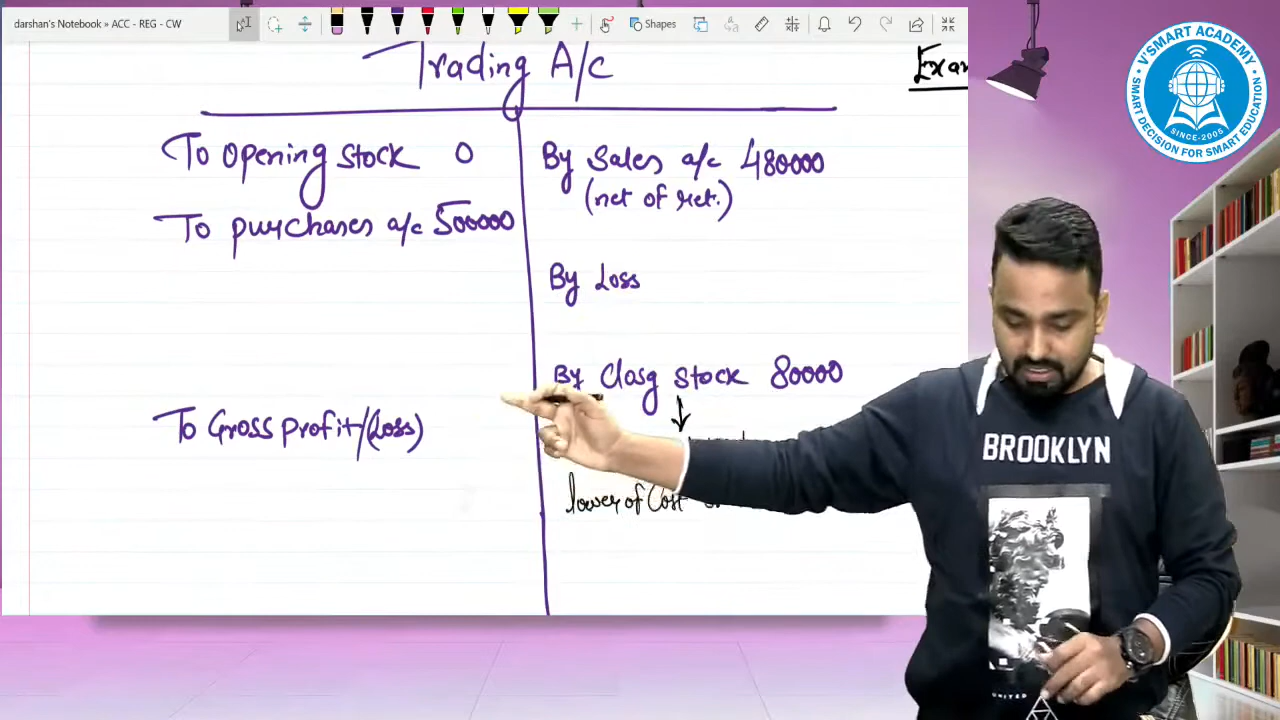 darshan's Notebook » ACC - REG - CW
Shapes
Trading A/c
To opening stock 0
To purchases a/c 500000
To Gross profit/(Loss)
By Sales a/c 480000
(net of ret.)
By Loss
By Closg stock 80000
lower of Cost
V'SMART ACADEMY
SINCE-2005
SMART DECISION FOR SMART EDUCATION
BROOKLYN
UNITED